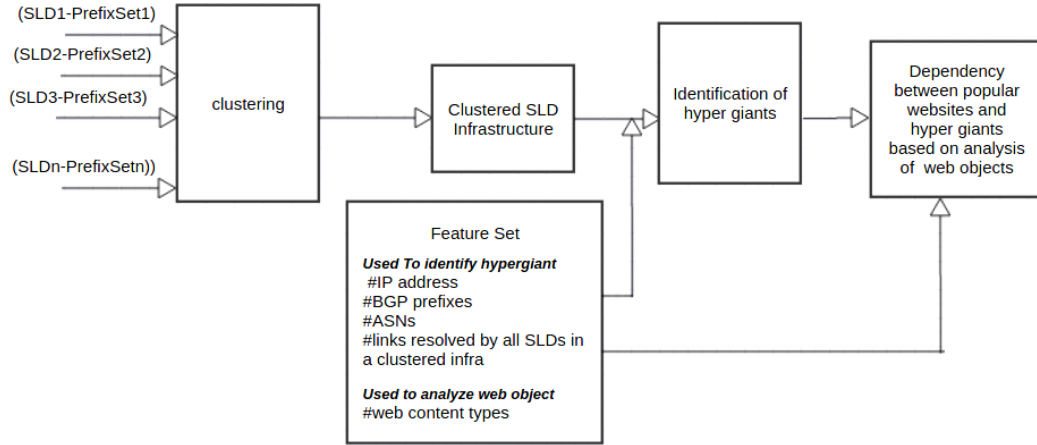 (SLD1-PrefixSet1)
(SLD2-PrefixSet2)
(SLD3-PrefixSet3)
(SLDn-PrefixSetn))
clustering
Clustered SLD
Infrastructure
Identification of
hyper giants
Dependency
between popular
websites and
hyper giants
based on analysis
of web objects
Feature Set
Used To identify hypergiant
#IP address
#BGP prefixes
#ASNs
#links resolved by all SLDs in
a clustered infra
Used to analyze web object
#web content types